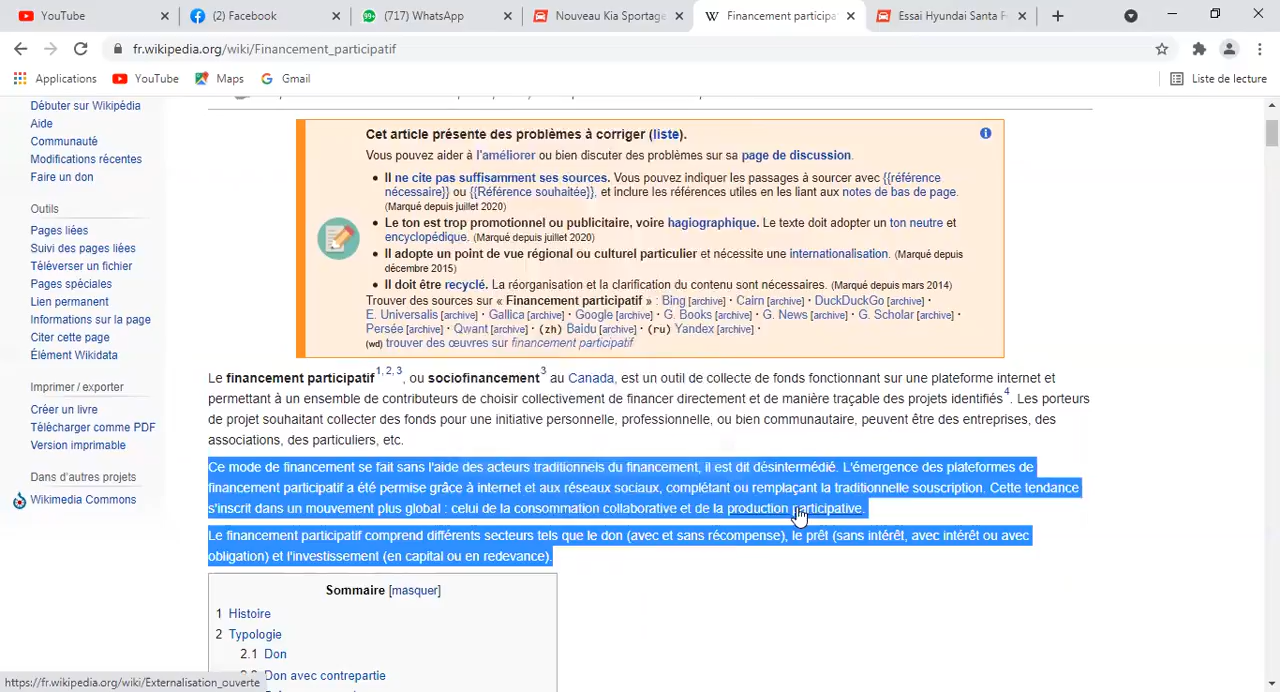 YouTube
(2) Facebook
(717) WhatsApp
Nouveau Kia Sportage
Financement participa
Essai Hyundai Santa F
fr.wikipedia.org/wiki/Financement_participatif
Applications
YouTube
Maps
Gmail
Liste de lecture
Débuter sur Wikipédia
Aide
Communauté
Modifications récentes
Faire un don
Outils
Pages liées
Suivi des pages liées
Téléverser un fichier
Pages spéciales
Lien permanent
Informations sur la page
Citer cette page
Élément Wikidata
Imprimer / exporter
Créer un livre
Télécharger comme PDF
Version imprimable
Dans d'autres projets
Wikimedia Commons
Cet article présente des problèmes à corriger (liste).
Vous pouvez aider à l'améliorer ou bien discuter des problèmes sur sa page de discussion.
• Il ne cite pas suffisamment ses sources. Vous pouvez indiquer les passages à sourcer avec {{référence
nécessaire}} ou {{Référence souhaitée}}, et inclure les références utiles en les liant aux notes de bas de page.
(Marqué depuis juillet 2020)
• Le ton est trop promotionnel ou publicitaire, voire hagiographique. Le texte doit adopter un ton neutre et
encyclopédique. (Marqué depuis juillet 2020)
• Il adopte un point de vue régional ou culturel particulier et nécessite une internationalisation. (Marqué depuis
décembre 2015)
• Il doit être recyclé. La réorganisation et la clarification du contenu sont nécessaires. (Marqué depuis mars 2014)
Trouver des sources sur « Financement participatif » : Bing [archive] · Cairn [archive] · DuckDuckGo [archive] ·
E. Universalis [archive] · Gallica [archive] · Google [archive] · G. Books [archive] · G. News [archive] · G. Scholar [archive] ·
Persée [archive] · Qwant [archive] · (zh) Baidu [archive] · (ru) Yandex [archive] ·
(wd) trouver des œuvres sur financement participatif
Le financement participatif1, 2, 3, ou sociofinancement3 au Canada, est un outil de collecte de fonds fonctionnant sur une plateforme internet et
permettant à un ensemble de contributeurs de choisir collectivement de financer directement et de manière traçable des projets identifiés4. Les porteurs
de projet souhaitant collecter des fonds pour une initiative personnelle, professionnelle, ou bien communautaire, peuvent être des entreprises, des
associations, des particuliers, etc.
Ce mode de financement se fait sans l'aide des acteurs traditionnels du financement, il est dit désintermédié. L'émergence des plateformes de
financement participatif a été permise grâce à internet et aux réseaux sociaux, complétant ou remplaçant la traditionnelle souscription. Cette tendance
s'inscrit dans un mouvement plus global : celui de la consommation collaborative et de la production participative.
Le financement participatif comprend différents secteurs tels que le don (avec et sans récompense), le prêt (sans intérêt, avec intérêt ou avec
obligation) et l'investissement (en capital ou en redevance).
Sommaire [masquer]
1 Histoire
2 Typologie
2.1 Don
Don avec contrepartie
https://fr.wikipedia.org/wiki/Externalisation_ouverte